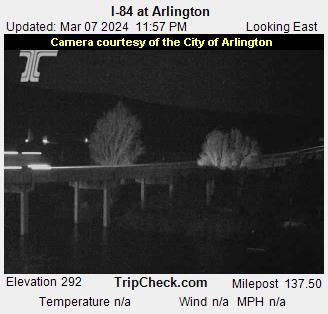 I-84 at Arlington
Updated: Mar 07 2024 11:57 PM Looking East
Camera courtesy of the City of Arlington
Elevation 292 TripCheck.com Milepost 137.50
Temperature n/a Wind n/a MPH n/a